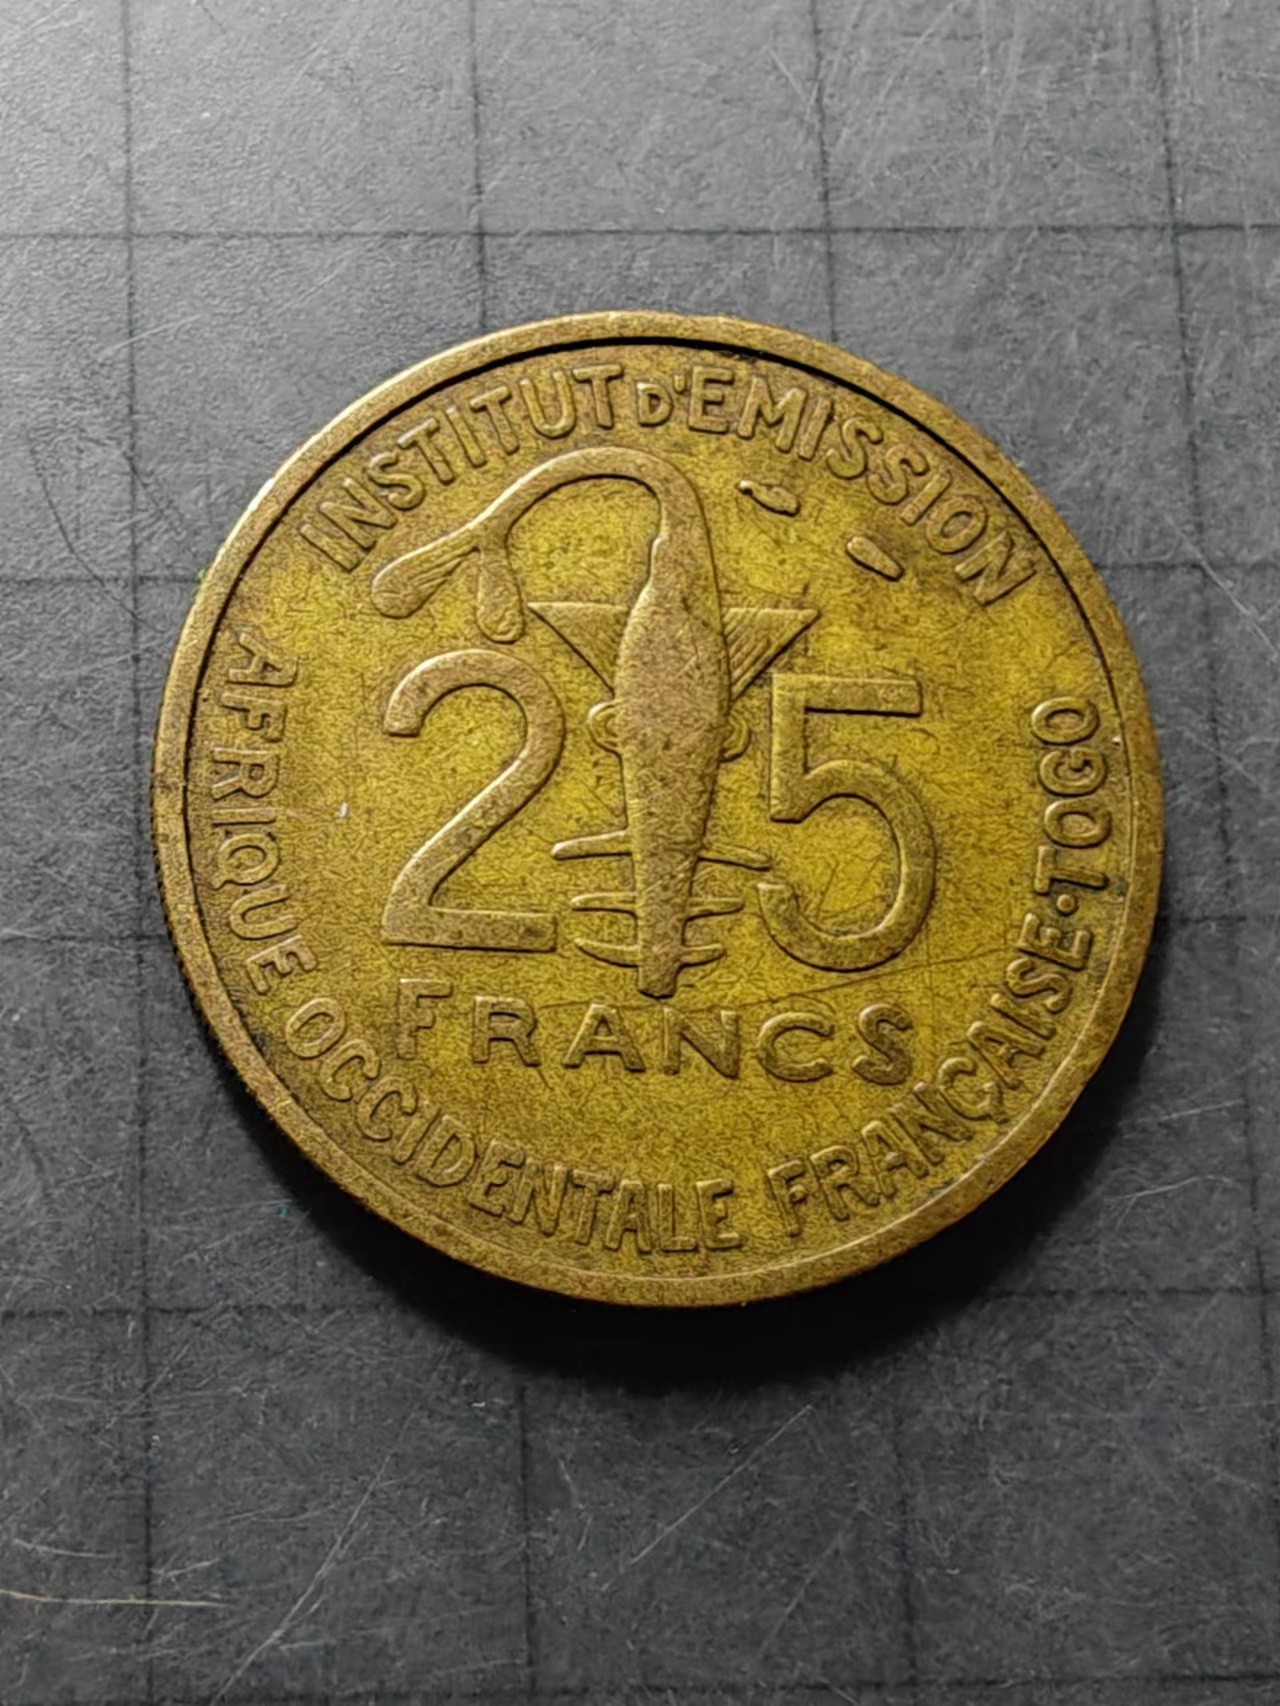 INSTITUT D'EMISSION
25
FRANCS
AFRIQUE OCCIDENTALE FRANÇAISE·TOGO